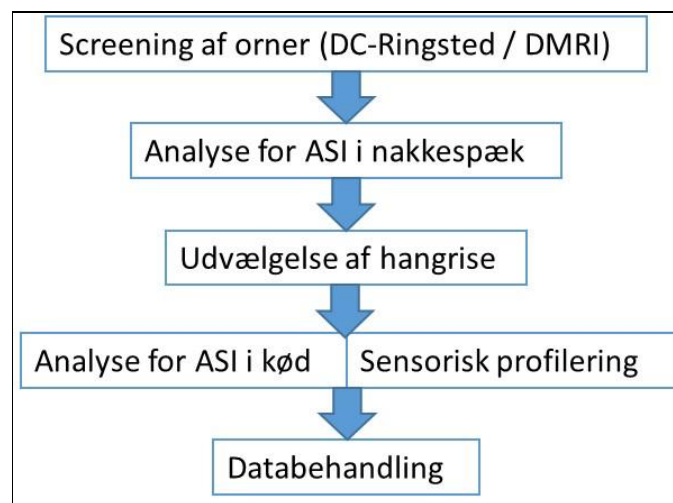 Screening af orner (DC-Ringsted / DMRI)
Analyse for ASI i nakkespæk
Udvælgelse af hangrise
Analyse for ASI i kød
Sensorisk profilering
Databehandling